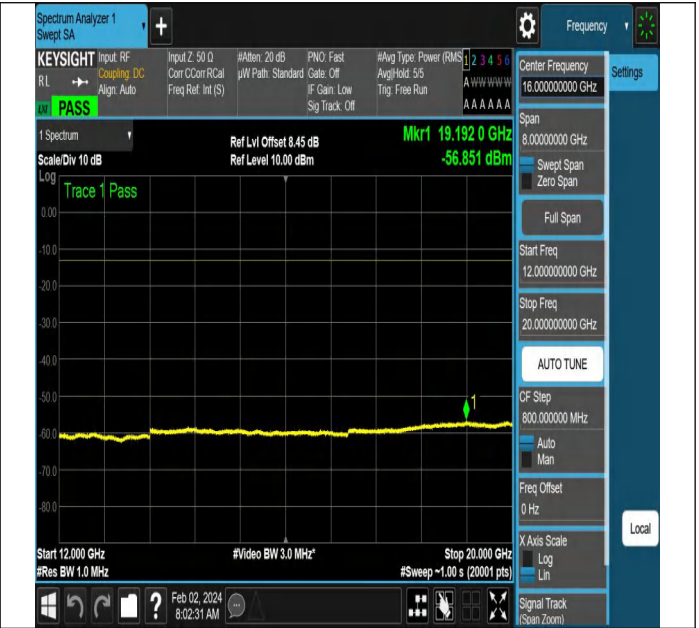 Spectrum Analyzer 1
Swept SA
+
Frequency
KEYSIGHT
RL
LXI
PASS
Input: RF
Coupling: DC
Align: Auto
Input Z: 50 Ω
Corr CCorr RCal
Freq Ref: Int (S)
#Atten: 20 dB
µW Path: Standard
PNO: Fast
Gate: Off
IF Gain: Low
Sig Track: Off
#Avg Type: Power (RMS
Avg|Hold: 5/5
Trig: Free Run
1 2 3 4 5 6
A W W W W W
A A A A A A
1 Spectrum
Scale/Div 10 dB
Ref Lvl Offset 8.45 dB
Ref Level 10.00 dBm
Mkr1 19.192 0 GHz
-56.851 dBm
Log
Trace 1 Pass
0.00
-10.0
-20.0
-30.0
-40.0
-50.0
-60.0
-70.0
-80.0
1
Start 12.000 GHz
#Res BW 1.0 MHz
#Video BW 3.0 MHz*
Stop 20.000 GHz
#Sweep ~1.00 s (20001 pts)
?
Feb 02, 2024
8:02:31 AM
Center Frequency
16.000000000 GHz
Settings
Span
8.00000000 GHz
Swept Span
Zero Span
Full Span
Start Freq
12.000000000 GHz
Stop Freq
20.000000000 GHz
AUTO TUNE
CF Step
800.000000 MHz
Auto
Man
Freq Offset
0 Hz
X Axis Scale
Log
Lin
Local
Signal Track
(Span Zoom)